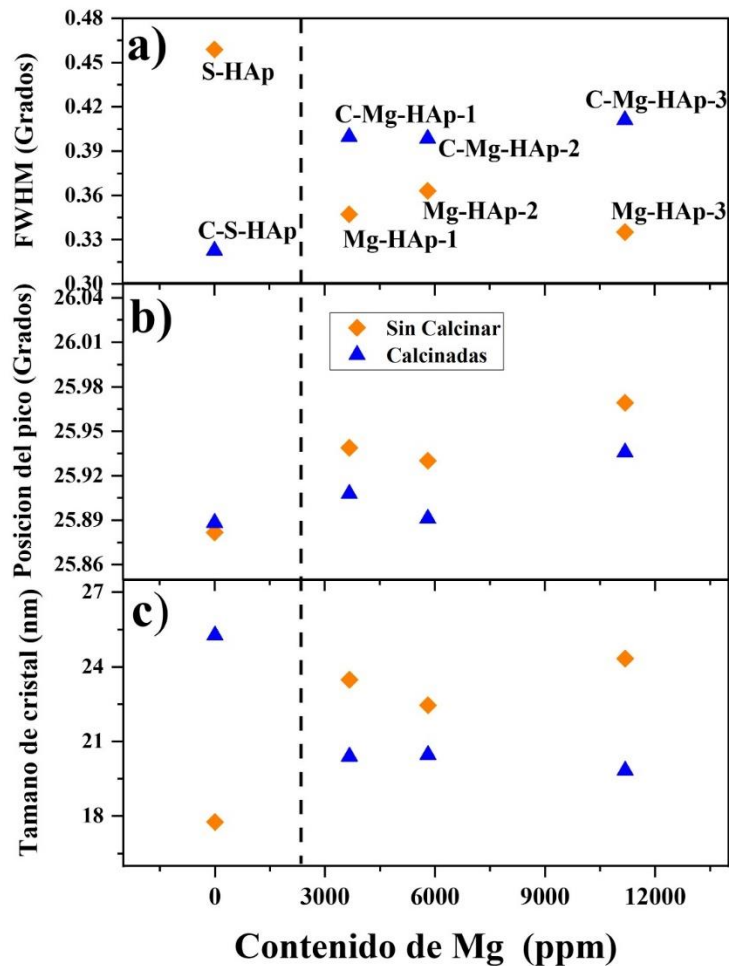 a)
FWHM (Grados)
0.48
0.45
0.42
0.39
0.36
0.33
0.30
S-HAp
C-S-HAp
C-Mg-HAp-1
C-Mg-HAp-2
C-Mg-HAp-3
Mg-HAp-1
Mg-HAp-2
Mg-HAp-3
b)
Posicion del pico (Grados)
26.04
26.01
25.98
25.95
25.92
25.89
25.86
Sin Calcinar
Calcinadas
c)
Tamano de cristal (nm)
27
24
21
18
0
3000
6000
9000
12000
Contenido de Mg (ppm)